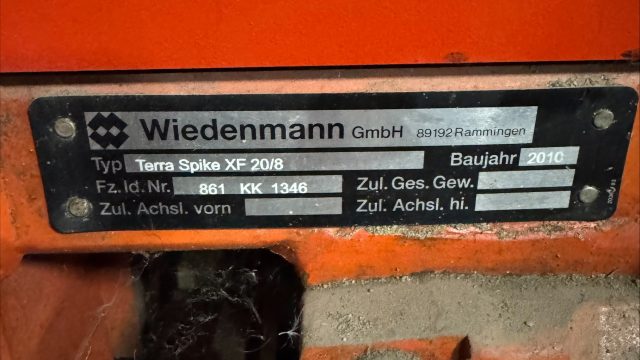 Wiedenmann GmbH 89192 Rammingen
Typ Terra Spike XF 20/8 Baujahr 2010
Fz. Id. Nr. 861 KK 1346 Zul. Ges. Gew.
Zul. Achsl. vorn Zul. Achsl. hi.